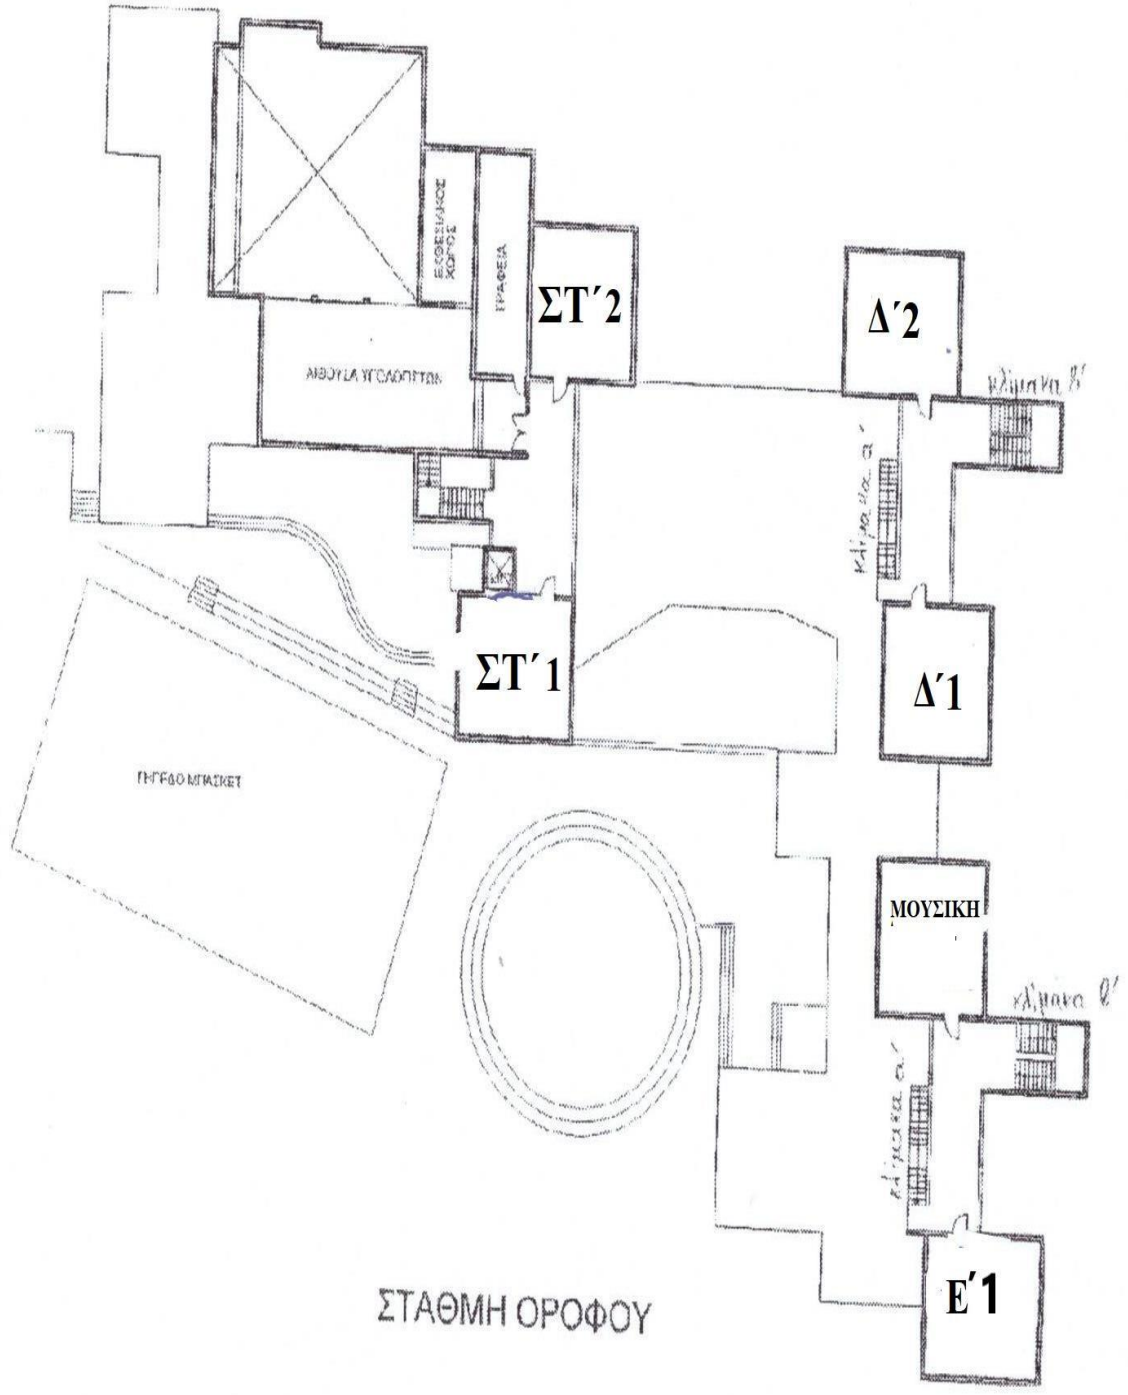 ΕΚΘΕΣΙΑΚΟΣ
ΧΩΡΟΣ
ΓΡΑΦΕΙΑ
ΣΤ΄2
Δ΄2
κλίμακα β'
ΑΙΘΟΥΣΑ
κλίμακα α'
ΣΤ΄1
Δ΄1
ΓΗΠΕΔΟ ΜΠΑΣΚΕΤ
ΜΟΥΣΙΚΗ
κλίμακα β'
κλίμακα α'
Ε΄1
ΣΤΑΘΜΗ ΟΡΟΦΟΥ